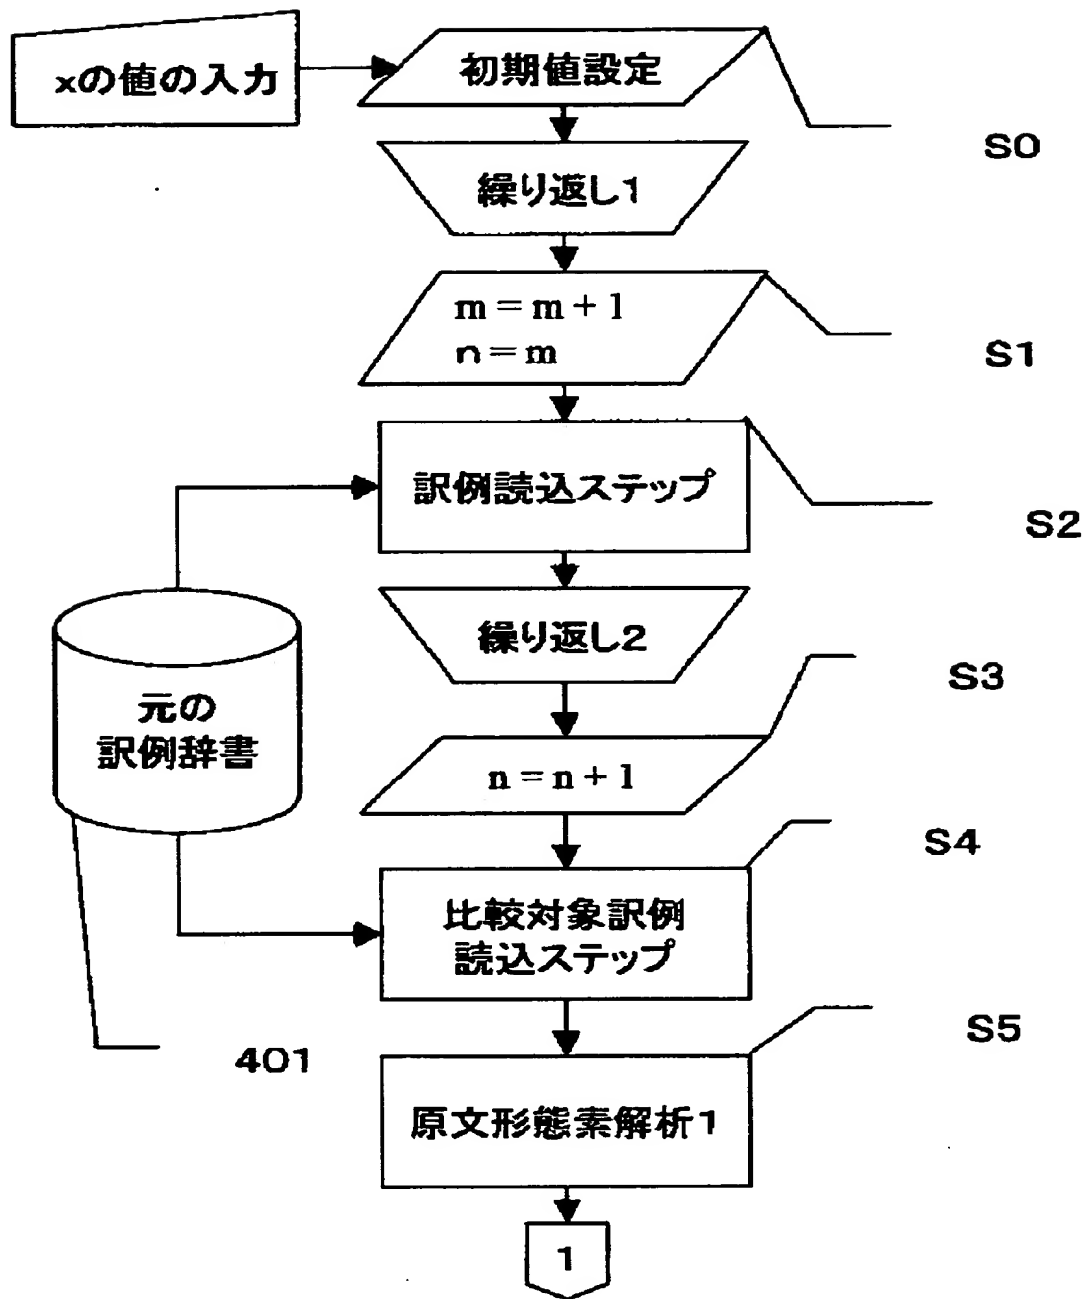 xの値の入力
初期値設定
S0
繰り返し1
m = m + 1
n = m
S1
訳例読込ステップ
S2
繰り返し2
S3
元の
訳例辞書
n = n + 1
S4
比較対象訳例
読込ステップ
S5
401
原文形態素解析1
1